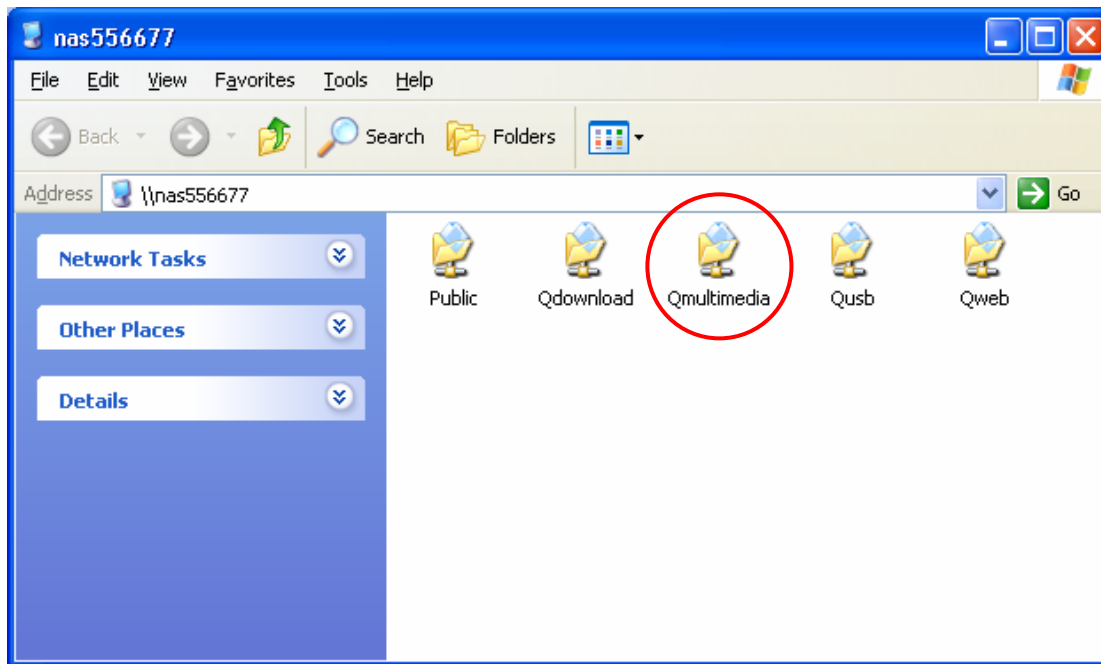 nas556677
File Edit View Favorites Tools Help
Back Search Folders
Address \\nas556677 Go
Network Tasks
Other Places
Details
Public Qdownload Qmultimedia Qusb Qweb